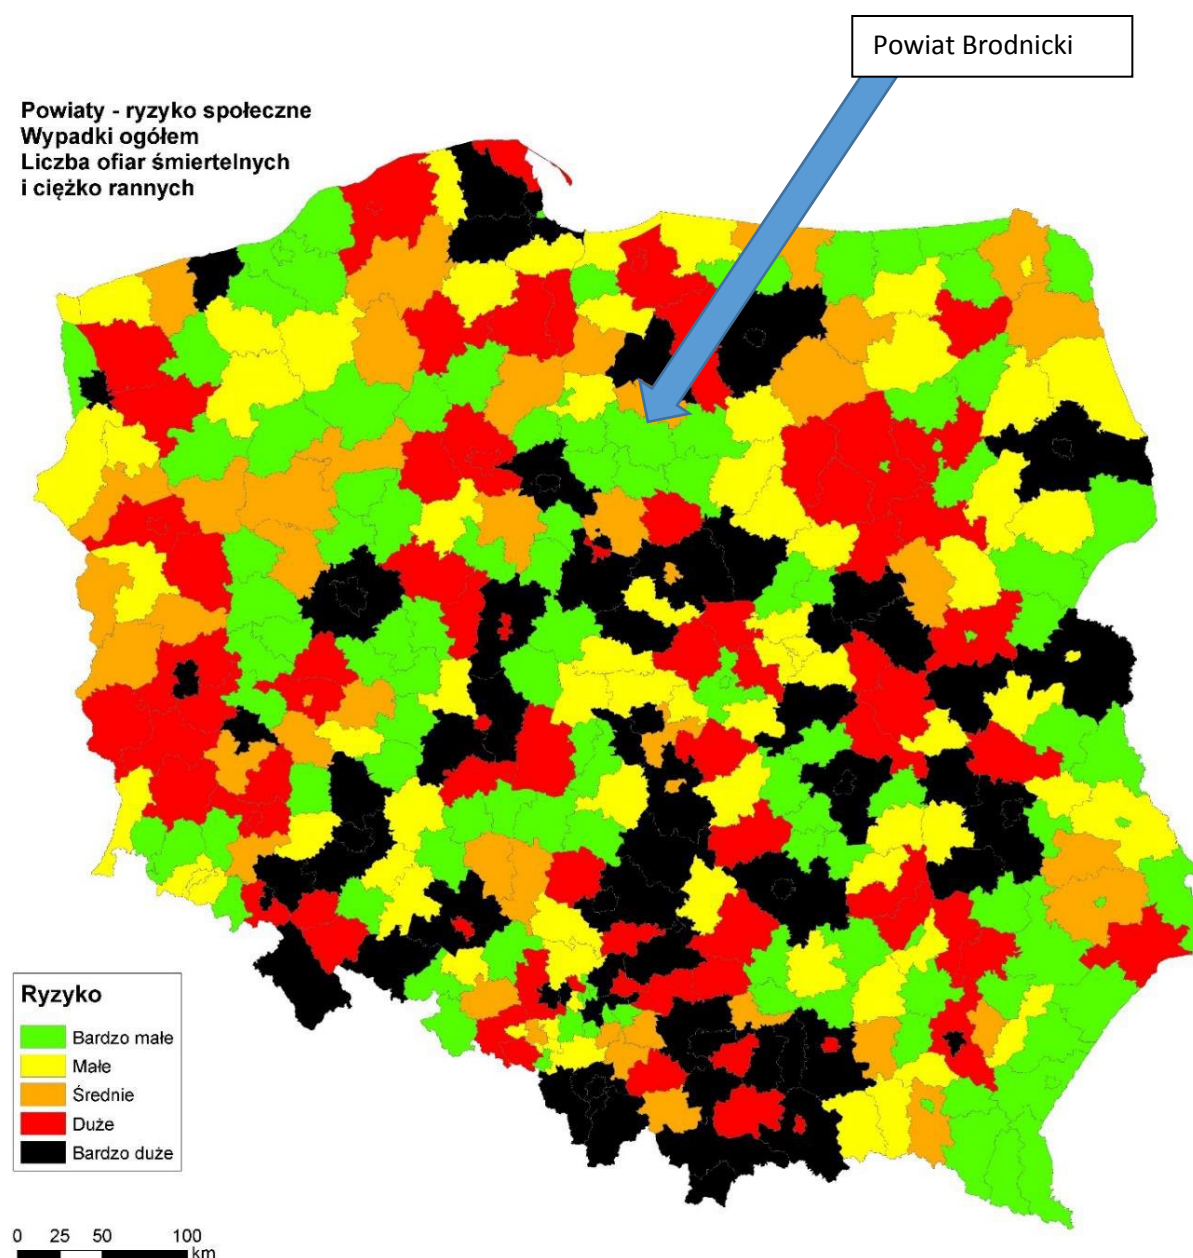 Powiat Brodnicki
Powiaty - ryzyko społeczne
Wypadki ogółem
Liczba ofiar śmiertelnych
i ciężko rannych
Ryzyko
Bardzo małe
Małe
Średnie
Duże
Bardzo duże
0 25 50 100
km